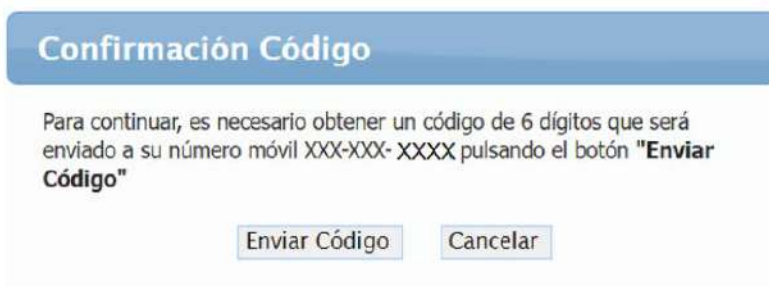 Confirmación Código
Para continuar, es necesario obtener un código de 6 dígitos que será
enviado a su número móvil XXX-XXX- XXXX pulsando el botón "Enviar
Código"
Enviar Código Cancelar